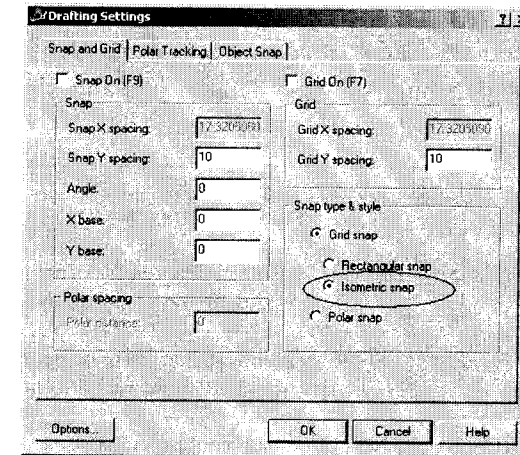 Drafting Settings
Snap and Grid Polar Tracking Object Snap
Snap On (F9)
Snap
Snap X spacing: 17.3205090
Snap Y spacing: 10
Angle: 0
X base: 0
Y base: 0
Polar spacing
Polar distance: 0
Grid On (F7)
Grid
Grid X spacing: 17.3205090
Grid Y spacing: 10
Snap type & style
Grid snap
Rectangular snap
Isometric snap
Polar snap
Options... OK Cancel Help